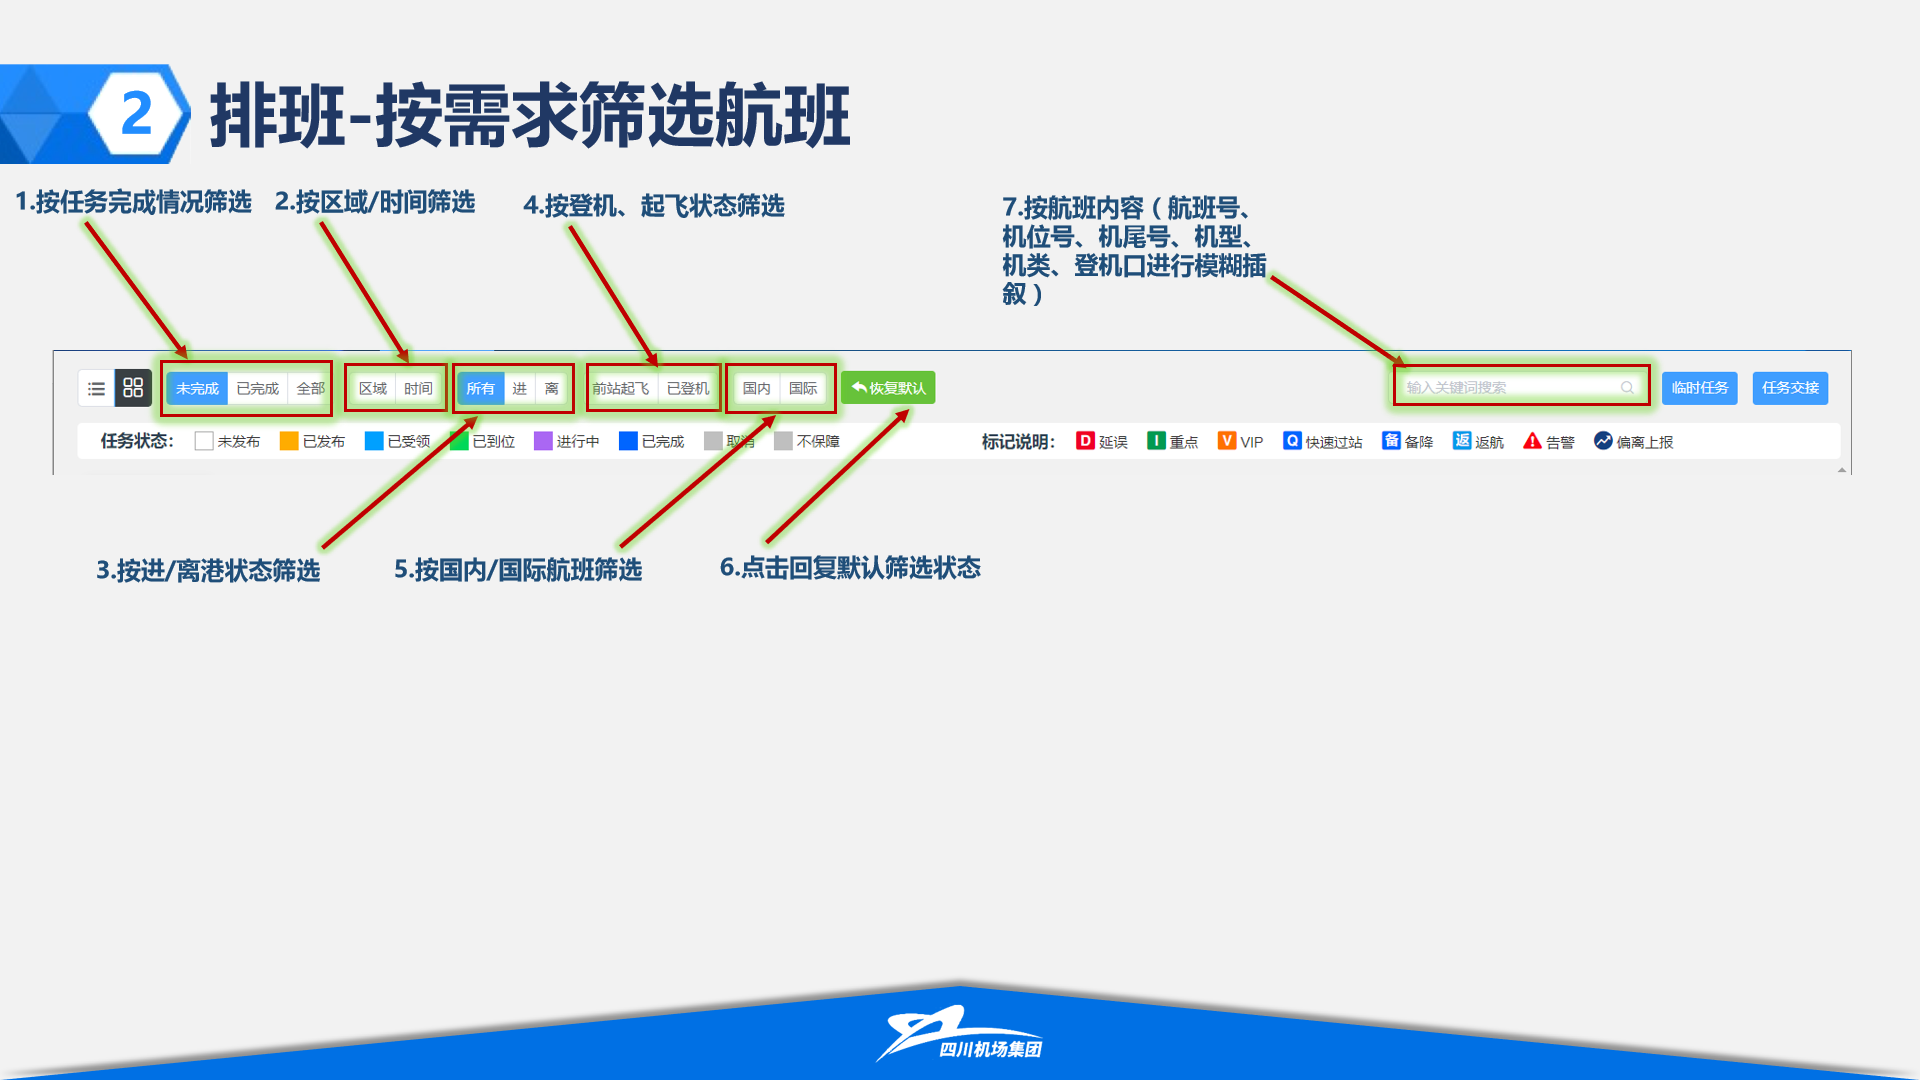 2
排班-按需求筛选航班
1.按任务完成情况筛选
2.按区域/时间筛选
4.按登机、起飞状态筛选
7.按航班内容（航班号、
机位号、机尾号、机型、
机类、登机口进行模糊插
叙）
未完成 已完成 全部 区域 时间 所有 进 离 前站起飞 已登机 国内 国际 恢复默认 输入关键词搜索 临时任务 任务交接
任务状态： 未发布 已发布 已受领 已到位 进行中 已完成 取消 不保障 标记说明： D 延误 I 重点 V VIP Q 快速过站 备 备降 返 返航 告警 偏离上报
3.按进/离港状态筛选
5.按国内/国际航班筛选
6.点击回复默认筛选状态
四川机场集团